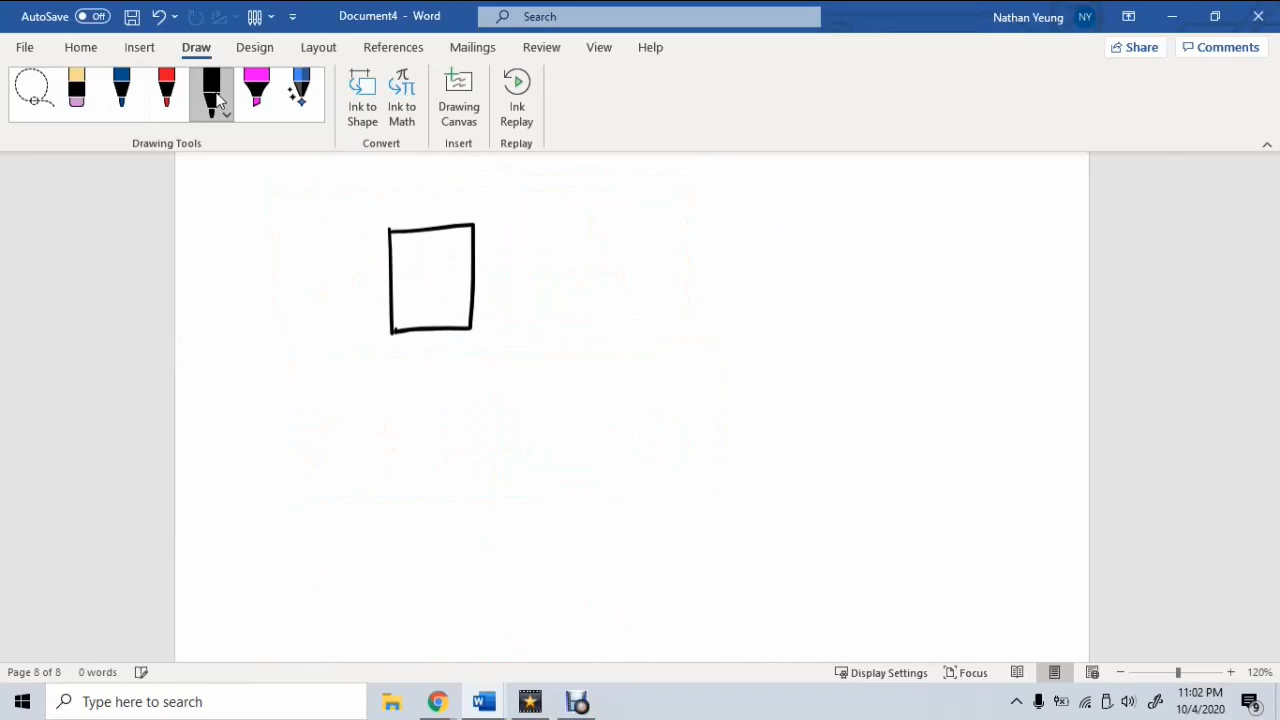 AutoSave Off Document4 - Word Search Nathan Yeung NY
File Home Insert Draw Design Layout References Mailings Review View Help Share Comments
Ink to Shape
Ink to Math
Drawing Canvas
Ink Replay
Drawing Tools Convert Insert Replay
Page 8 of 8 0 words Display Settings Focus 120%
Type here to search
11:02 PM
10/4/2020
9